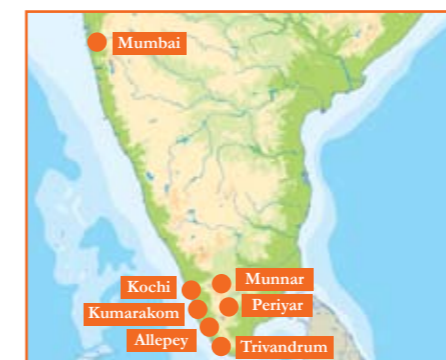 Mumbai
Munnar
Kochi
Periyar
Kumarakom
Allepey
Trivandrum